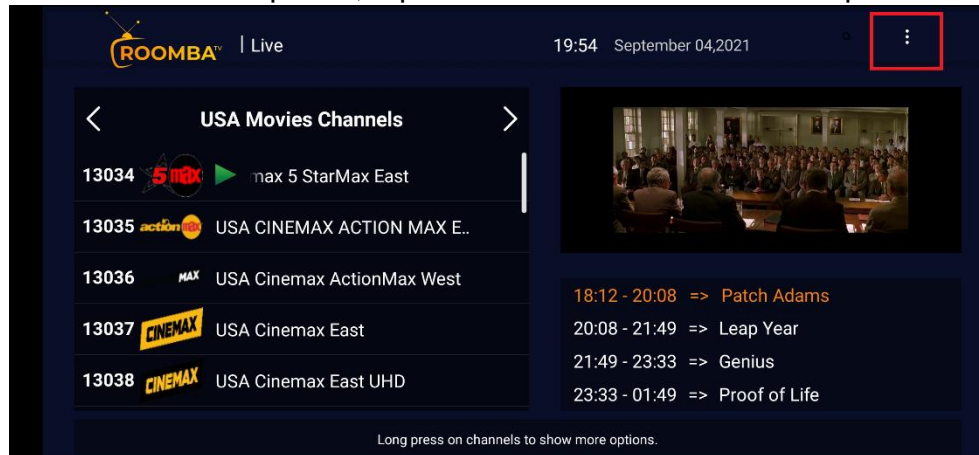 ROOMBA TV | Live
19:54 September 04,2021
USA Movies Channels
13034 5 max max 5 StarMax East
13035 action max USA CINEMAX ACTION MAX E..
13036 MAX USA Cinemax ActionMax West
13037 CINEMAX USA Cinemax East
13038 CINEMAX USA Cinemax East UHD
18:12 - 20:08 => Patch Adams
20:08 - 21:49 => Leap Year
21:49 - 23:33 => Genius
23:33 - 01:49 => Proof of Life
Long press on channels to show more options.